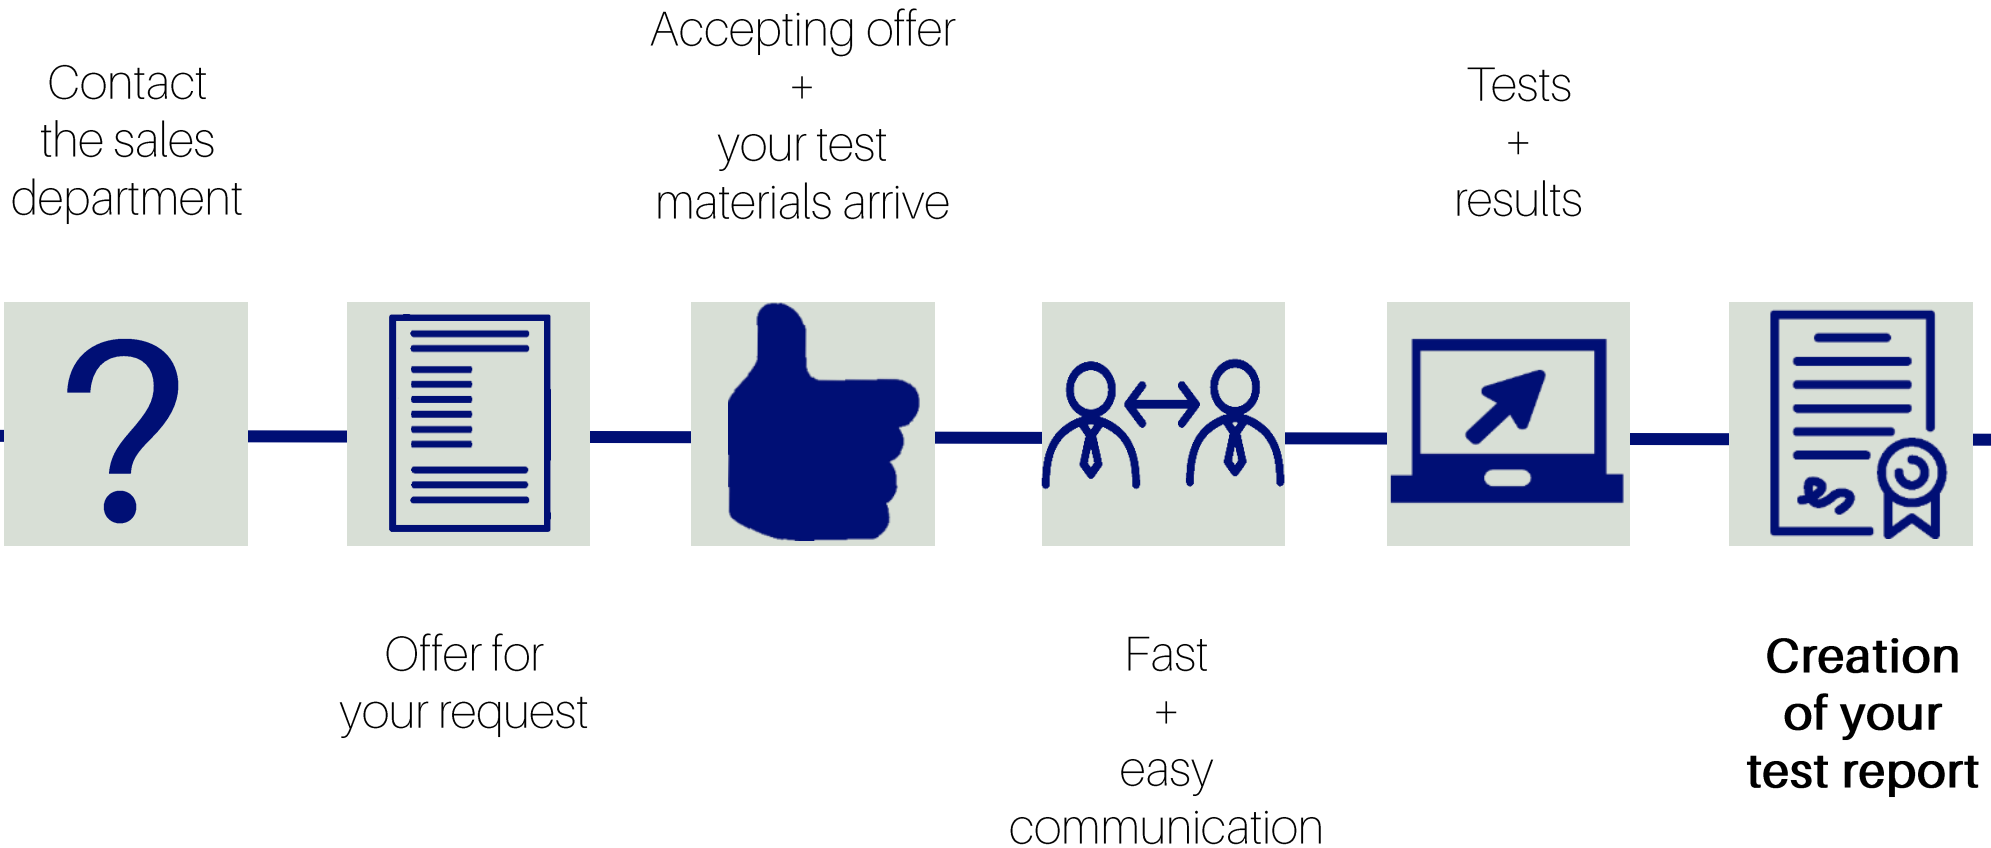 Contact
the sales
department
Offer for
your request
Accepting offer
+
your test
materials arrive
Fast
+
easy
communication
Tests
+
results
Creation
of your
test report